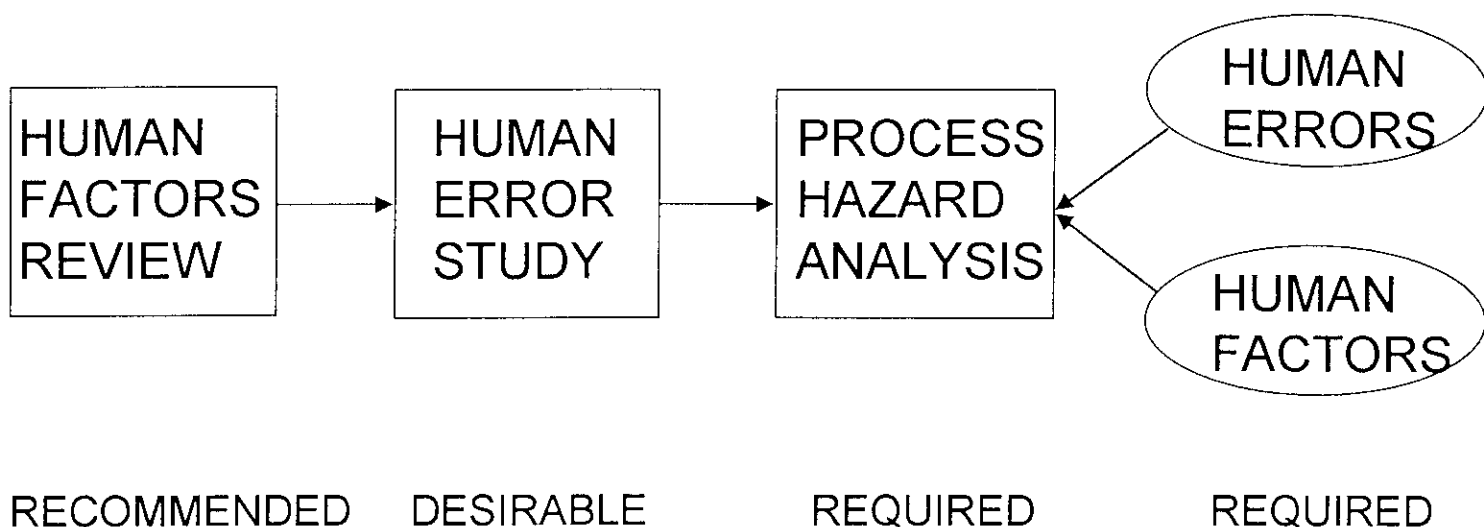 HUMAN
FACTORS
REVIEW
HUMAN
ERROR
STUDY
PROCESS
HAZARD
ANALYSIS
HUMAN
ERRORS
HUMAN
FACTORS
RECOMMENDED
DESIRABLE
REQUIRED
REQUIRED